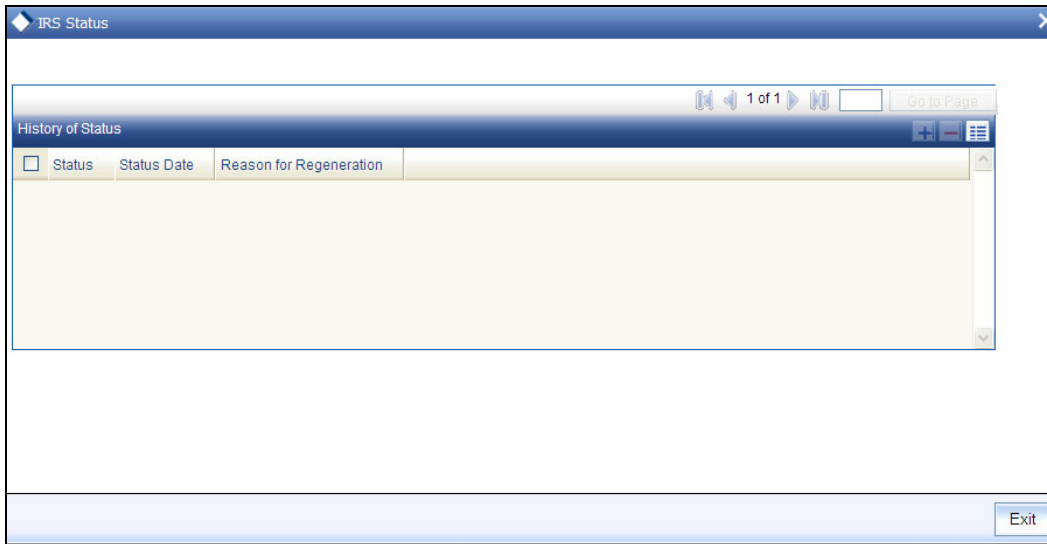 IRS Status
1 of 1 Go to Page
History of Status
Status Status Date Reason for Regeneration
Exit